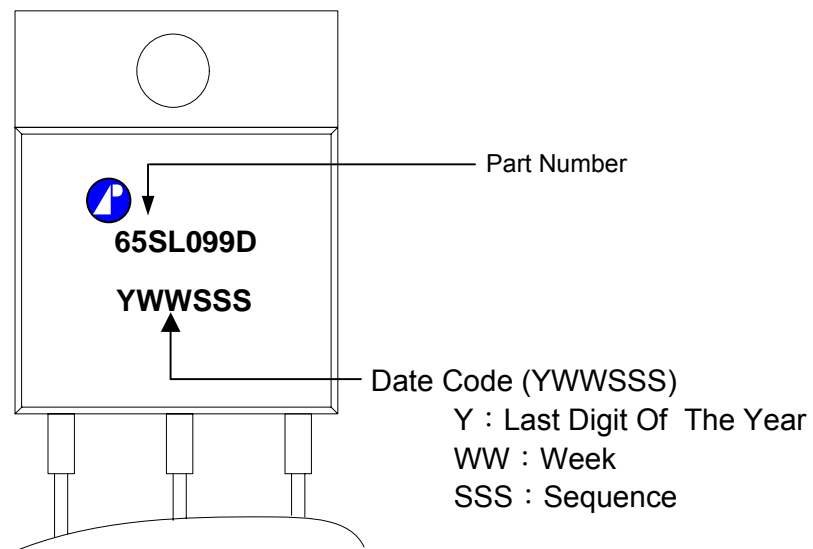 Part Number
65SL099D
YWWSSS
Date Code (YWWSSS)
Y：Last Digit Of The Year
WW：Week
SSS：Sequence